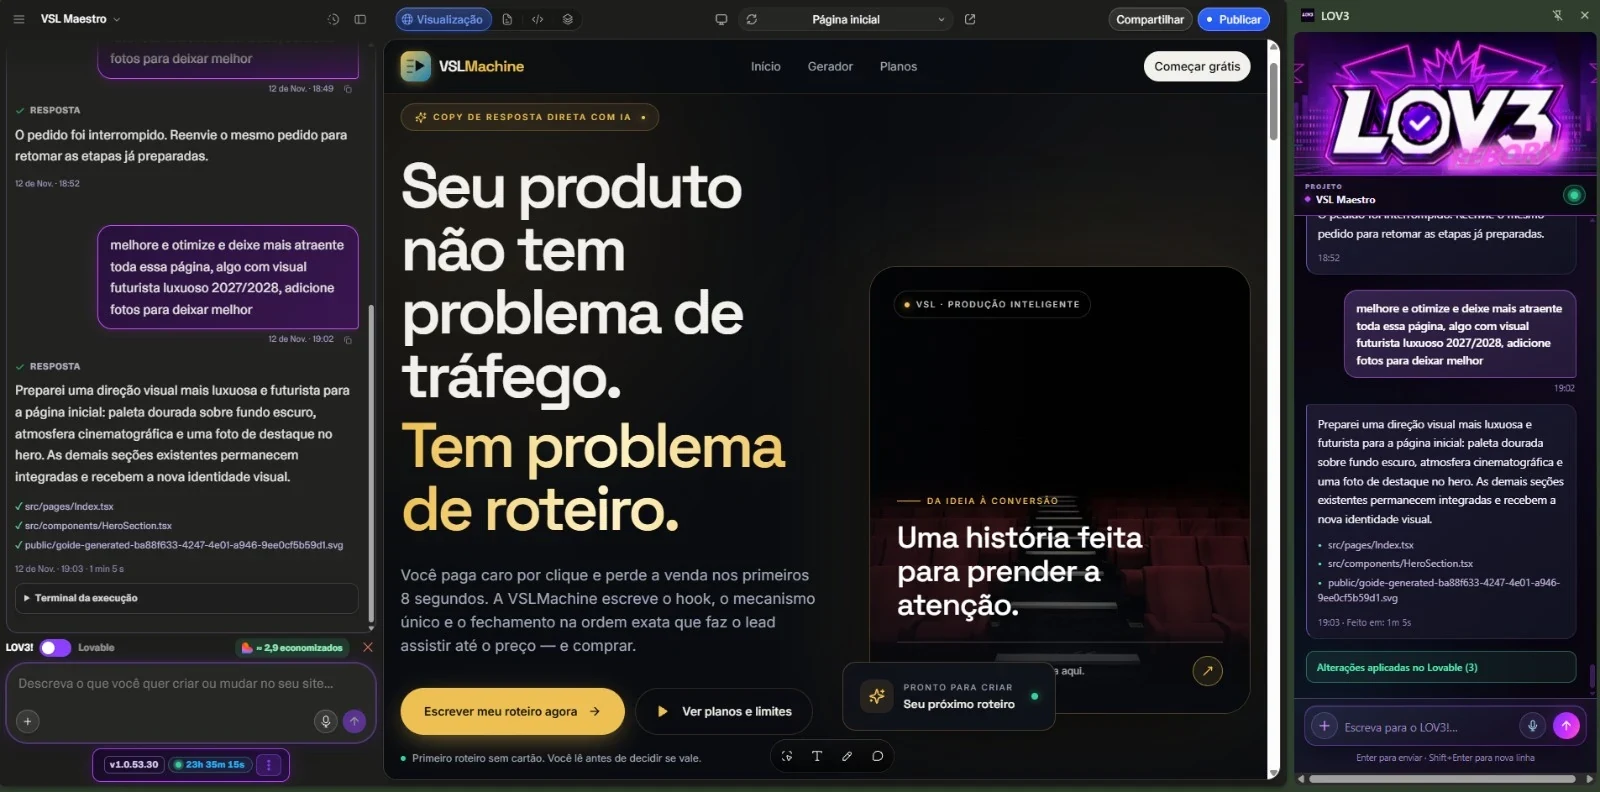 VSL Maestro
fotos para deixar melhor
12 de Nov. · 18:49
RESPOSTA
O pedido foi interrompido. Reenvie o mesmo pedido para
retomar as etapas já preparadas.
12 de Nov. · 18:52
melhore e otimize e deixe mais atraente
toda essa página, algo com visual
futurista luxuoso 2027/2028, adicione
fotos para deixar melhor
12 de Nov. · 19:02
RESPOSTA
Preparei uma direção visual mais luxuosa e futurista para
a página inicial: paleta dourada sobre fundo escuro,
atmosfera cinematográfica e uma foto de destaque no
hero. As demais seções existentes permanecem
integradas e recebem a nova identidade visual.
✓ src/pages/Index.tsx
✓ src/components/HeroSection.tsx
✓ public/goide-generated-ba88f633-4247-4e01-a946-9ee0cf5b59d1.svg
12 de Nov. · 19:03 · 1 min 5 s
Terminal da execução
LOV3! Lovable ≈ 2,9 economizados
Descreva o que você quer criar ou mudar no seu site...
v1.0.53.30 23h 35m 15s
Visualização
Página inicial
Compartilhar
Publicar
VSLMachine
Início Gerador Planos
Começar grátis
COPY DE RESPOSTA DIRETA COM IA
Seu produto
não tem
problema de
tráfego.
Tem problema
de roteiro.
Você paga caro por clique e perde a venda nos primeiros
8 segundos. A VSLMachine escreve o hook, o mecanismo
único e o fechamento na ordem exata que faz o lead
assistir até o preço — e comprar.
Escrever meu roteiro agora →
Ver planos e limites
Primeiro roteiro sem cartão. Você lê antes de decidir se vale.
VSL · PRODUÇÃO INTELIGENTE
DA IDEIA À CONVERSÃO
Uma história feita
para prender a
atenção.
a aqui.
PRONTO PARA CRIAR
Seu próximo roteiro
LOV3
LOV3
REBORN
PROJETO
VSL Maestro
O pedido foi interrompido. Reenvie o mesmo
pedido para retomar as etapas já preparadas.
18:52
melhore e otimize e deixe mais atraente
toda essa página, algo com visual
futurista luxuoso 2027/2028, adicione
fotos para deixar melhor
19:02
Preparei uma direção visual mais luxuosa e
futurista para a página inicial: paleta dourada
sobre fundo escuro, atmosfera cinematográfica e
uma foto de destaque no hero. As demais seções
existentes permanecem integradas e recebem a
nova identidade visual.
• src/pages/Index.tsx
• src/components/HeroSection.tsx
• public/goide-generated-ba88f633-4247-4e01-a946-
9ee0cf5b59d1.svg
19:03 · Feito em: 1m 5s
Alterações aplicadas no Lovable (3)
Escreva para o LOV3!...
Enter para enviar · Shift+Enter para nova linha